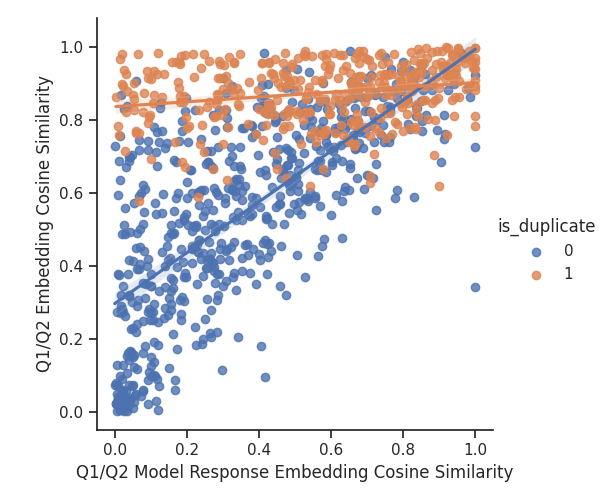 Q1/Q2 Embedding Cosine Similarity
1.0
0.8
0.6
0.4
0.2
0.0
0.0 0.2 0.4 0.6 0.8 1.0
Q1/Q2 Model Response Embedding Cosine Similarity
is_duplicate
0
1